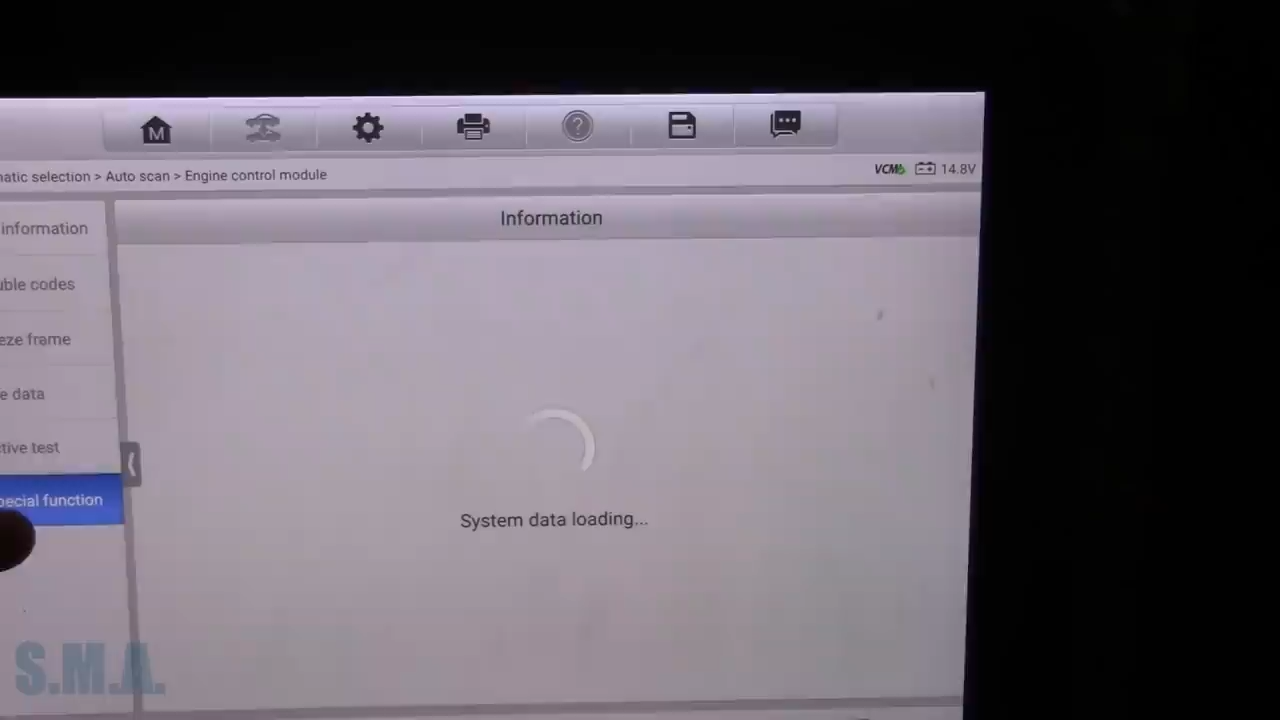 M
?
atic selection > Auto scan > Engine control module
VCM 14.8V
information
Information
uble codes
eze frame
e data
tive test
pecial function
System data loading...
S.M.A.